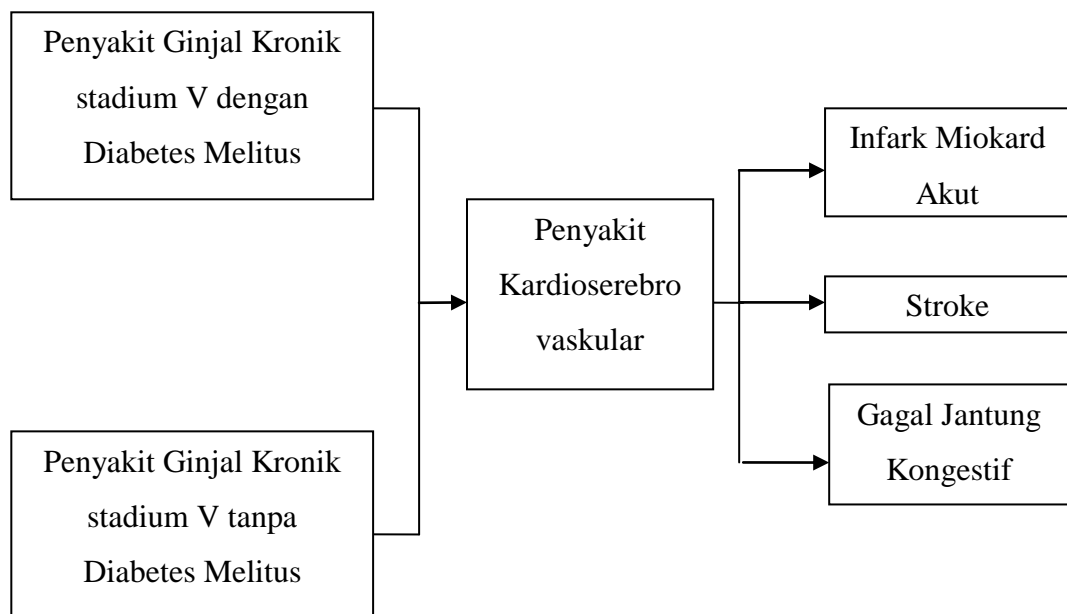 Penyakit Ginjal Kronik
stadium V dengan
Diabetes Melitus
Penyakit Ginjal Kronik
stadium V tanpa
Diabetes Melitus
Penyakit
Kardioserebro
vaskular
Infark Miokard
Akut
Stroke
Gagal Jantung
Kongestif